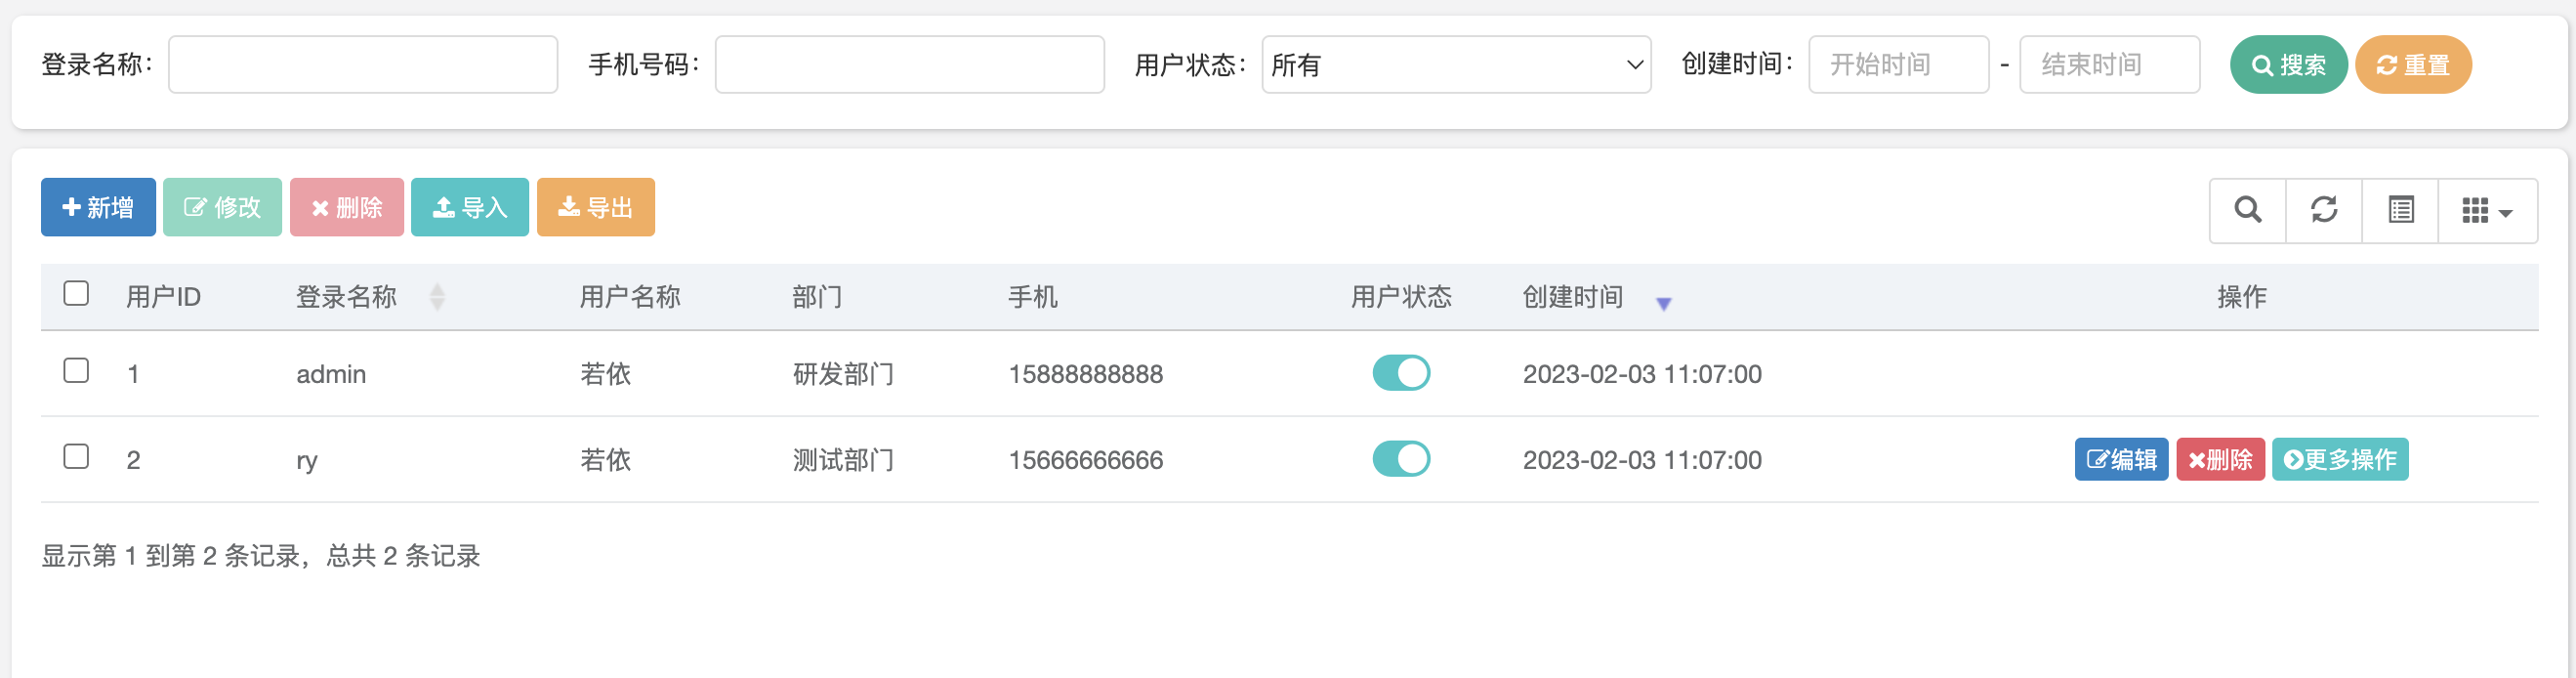 登录名称： 手机号码： 用户状态： 所有 创建时间： 开始时间 - 结束时间 搜索 重置
新增 修改 删除 导入 导出
用户ID 登录名称 用户名称 部门 手机 用户状态 创建时间 操作
1 admin 若依 研发部门 15888888888 2023-02-03 11:07:00
2 ry 若依 测试部门 15666666666 2023-02-03 11:07:00 编辑 删除 更多操作
显示第 1 到第 2 条记录，总共 2 条记录